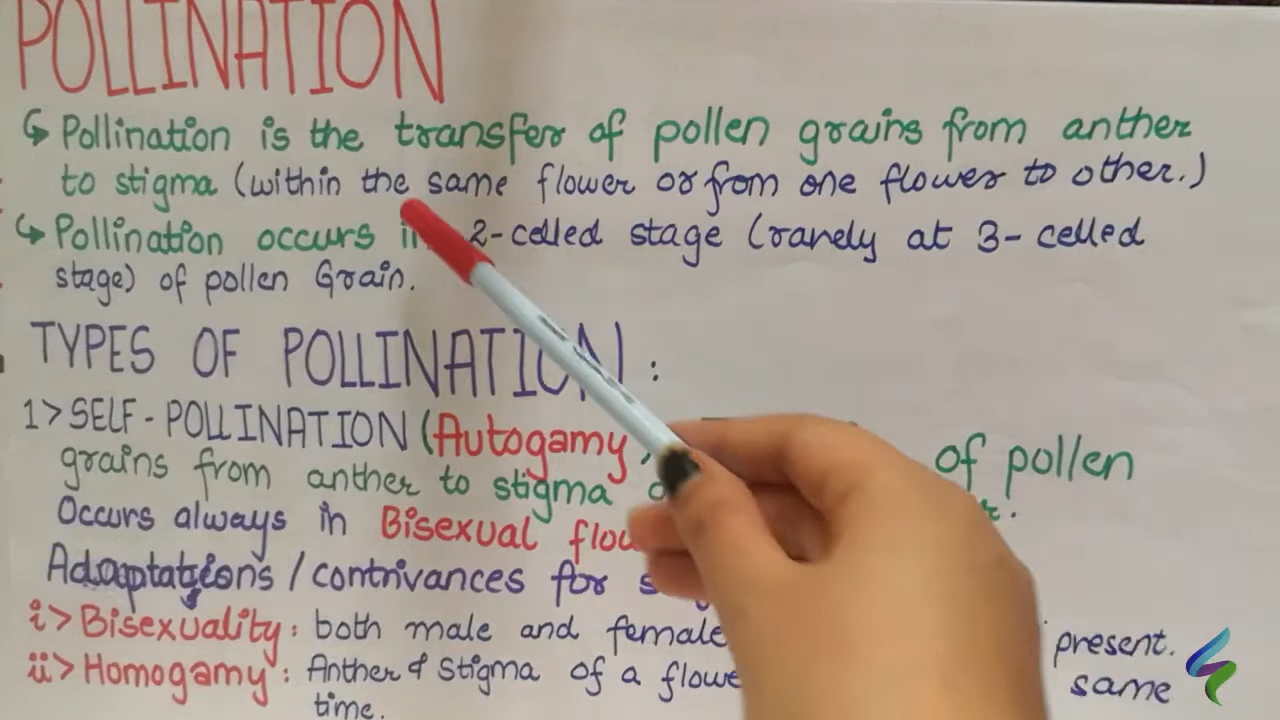 POLLINATION
↳ Pollination is the transfer of pollen grains from anther
to stigma (within the same flower or from one flower to other.)
↳ Pollination occurs in 2-celled stage (rarely at 3-celled
stage) of pollen Grain.
TYPES OF POLLINATION :
1> SELF-POLLINATION (Autogamy) of pollen
grains from anther to stigma
Occurs always in Bisexual
Adaptations / contrivances for
i> Bisexuality: both male and female present.
ii> Homogamy: Anther & Stigma of a same
time.